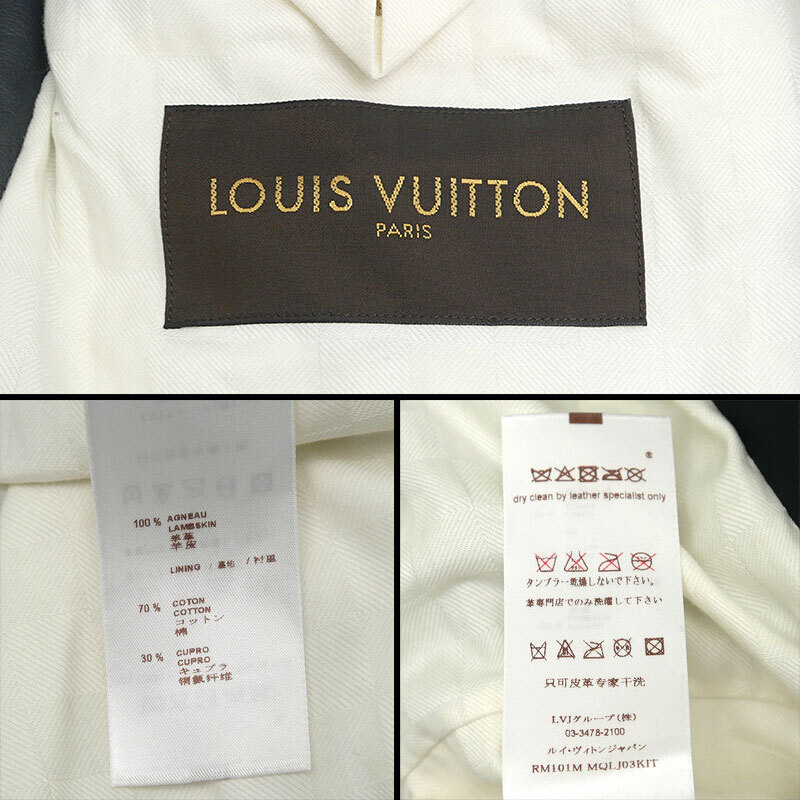 LOUIS VUITTON
PARIS
100 % AGNEAU
LAMBSKIN
羊革
羊皮
LINING / 裏地 / 衬里
70 % COTON
COTTON
コットン
棉
30 % CUPRO
CUPRO
キュプラ
铜氨纤维
®
dry clean by leather specialist only
タンブラー乾燥しないで下さい。
革専門店でのみ洗濯して下さい
只可皮革专家干洗
LVJグループ(株)
03-3478-2100
ルイ・ヴィトンジャパン
RM101M MQLJ03KIT